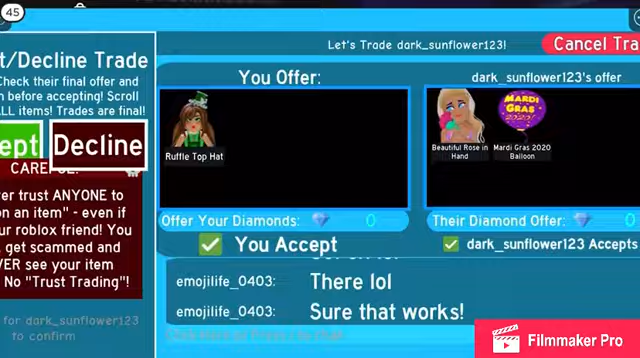 45
Let's Trade dark_sunflower123!
Cancel Tra
t/Decline Trade
Check their final offer and
n before accepting! Scroll
ALL items! Trades are final!
ept
Decline
CAREFUL!
er trust ANYONE to
on an item" - even if
ur roblox friend! You
get scammed and
VER see your item
No "Trust Trading"!
for dark_sunflower123
to confirm
You Offer:
Ruffle Top Hat
Offer Your Diamonds:
0
You Accept
dark_sunflower123's offer
Beautiful Rose in
Hand
MARDI
GRAS
2020!
Mardi Gras 2020
Balloon
Their Diamond Offer:
0
dark_sunflower123 Accepts
emojilife_0403:
There lol
emojilife_0403:
Sure that works!
Filmmaker Pro